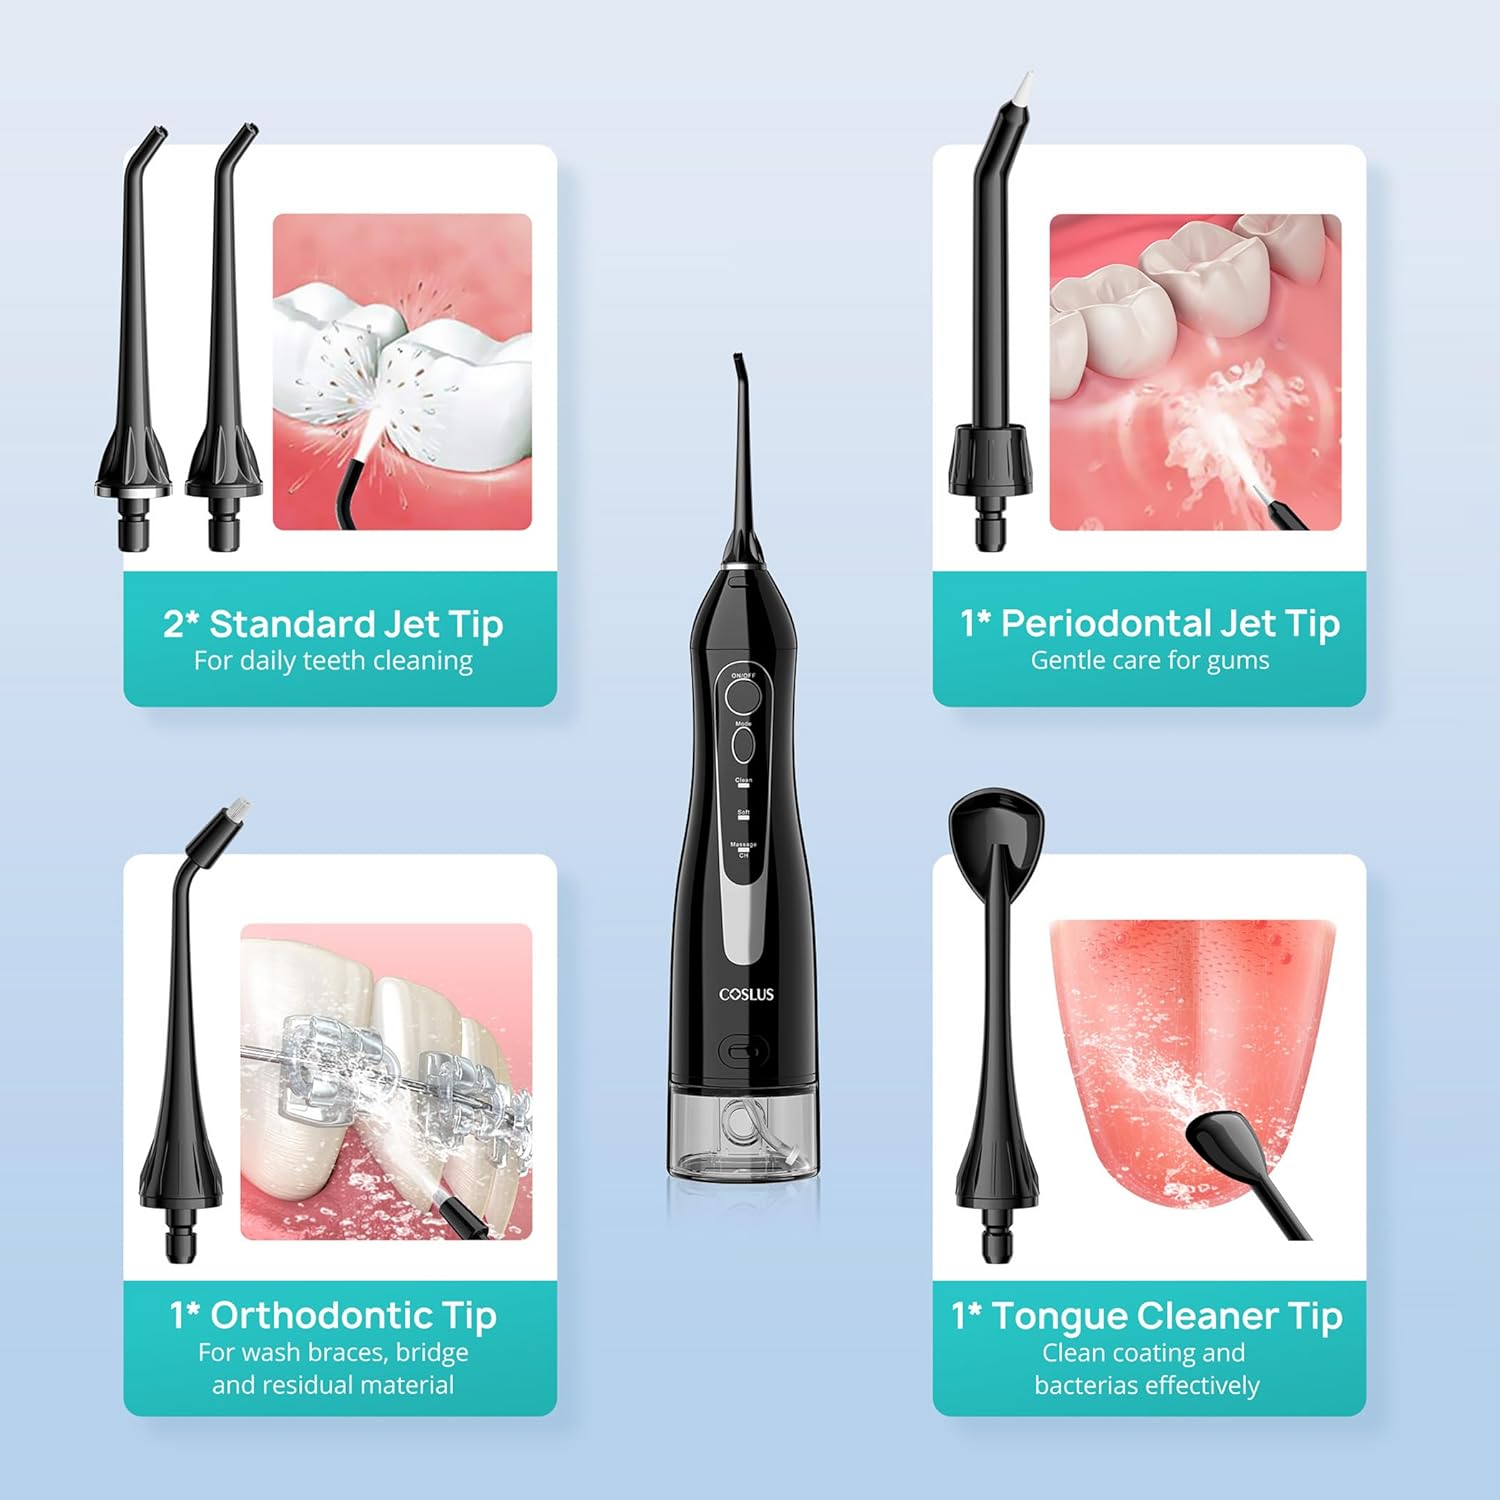 2* Standard Jet Tip
For daily teeth cleaning
1* Periodontal Jet Tip
Gentle care for gums
ON/OFF
Mode
Clean
Soft
Massage
CH
COSLUS
1* Orthodontic Tip
For wash braces, bridge
and residual material
1* Tongue Cleaner Tip
Clean coating and
bacterias effectively